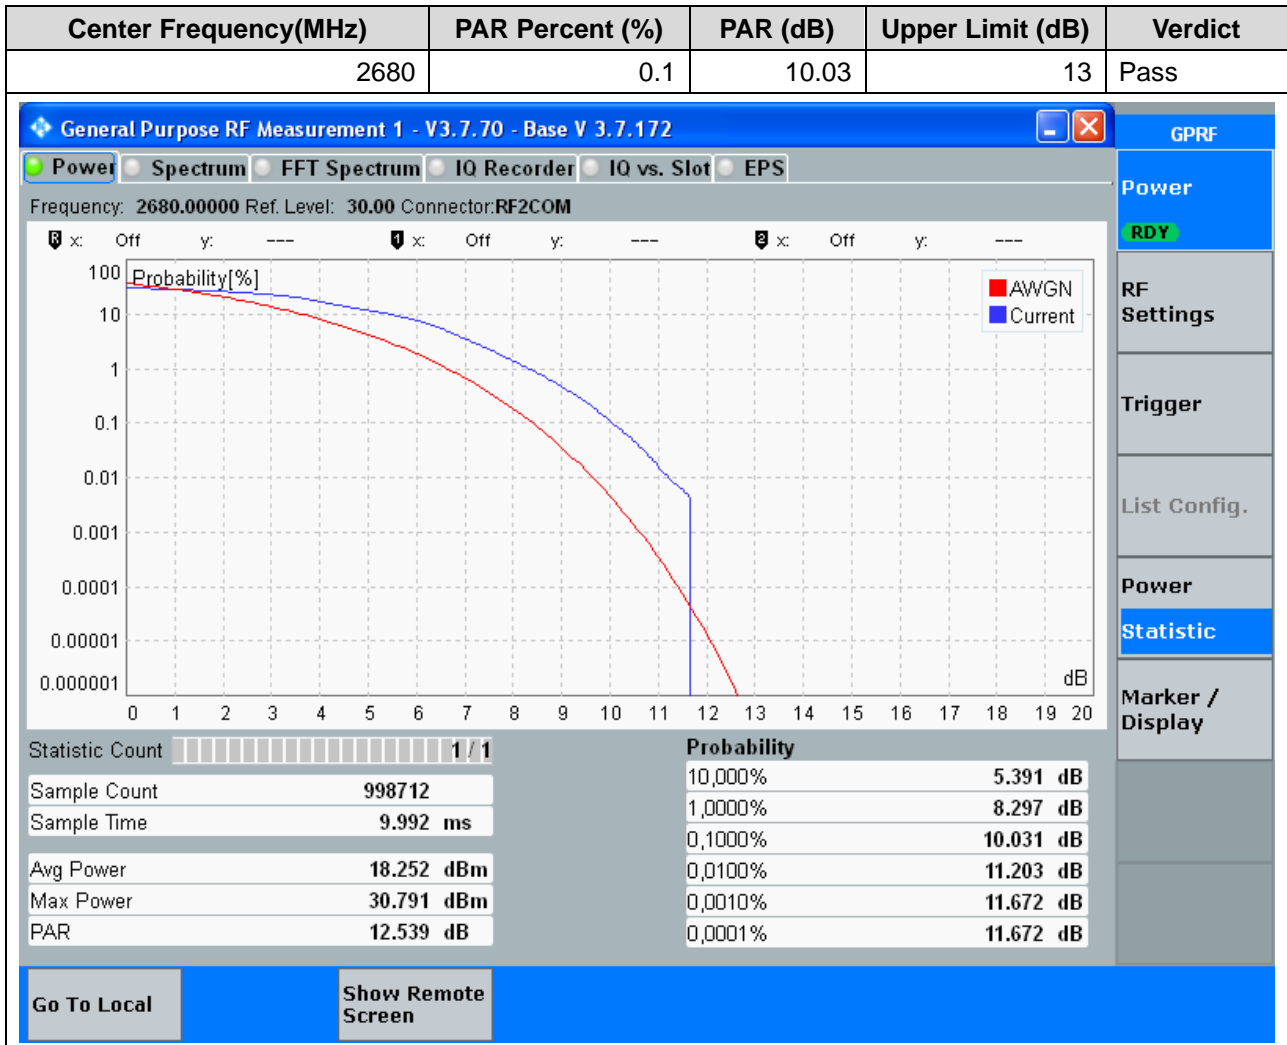 Center Frequency(MHz) PAR Percent (%) PAR (dB) Upper Limit (dB) Verdict
2680 0.1 10.03 13 Pass
General Purpose RF Measurement 1 - V3.7.70 - Base V 3.7.172
GPRF
Power Spectrum FFT Spectrum IQ Recorder IQ vs. Slot EPS
Frequency: 2680.00000 Ref. Level: 30.00 Connector:RF2COM
R x: Off y: --- 1 x: Off y: --- 2 x: Off y: ---
Probability[%]
100
10
1
0.1
0.01
0.001
0.0001
0.00001
0.000001
AWGN
Current
dB
0 1 2 3 4 5 6 7 8 9 10 11 12 13 14 15 16 17 18 19 20
Statistic Count 1 / 1
Sample Count 998712
Sample Time 9.992 ms
Avg Power 18.252 dBm
Max Power 30.791 dBm
PAR 12.539 dB
Probability
10,000% 5.391 dB
1,0000% 8.297 dB
0,1000% 10.031 dB
0,0100% 11.203 dB
0,0010% 11.672 dB
0,0001% 11.672 dB
Power
RDY
RF
Settings
Trigger
List Config.
Power
Statistic
Marker /
Display
Go To Local
Show Remote
Screen